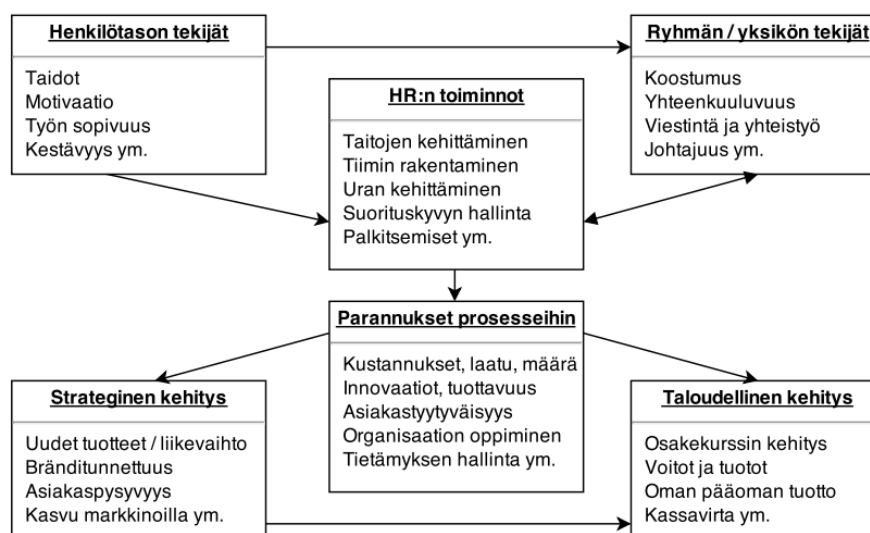 Henkilötason tekijät
Taidot
Motivaatio
Työn sopivuus
Kestävyys ym.
Ryhmän / yksikön tekijät
Koostumus
Yhteenkuuluvuus
Viestintä ja yhteistyö
Johtajuus ym.
HR:n toiminnot
Taitojen kehittäminen
Tiimin rakentaminen
Uran kehittäminen
Suorituskyvyn hallinta
Palkitsemiset ym.
Parannukset prosesseihin
Kustannukset, laatu, määrä
Innovaatiot, tuottavuus
Asiakastyytyväisyys
Organisaation oppiminen
Tietämyksen hallinta ym.
Strateginen kehitys
Uudet tuotteet / liikevaihto
Bränditunnettuus
Asiakaspysyvyys
Kasvu markkinoilla ym.
Taloudellinen kehitys
Osakekurssin kehitys
Voitot ja tuotot
Oman pääoman tuotto
Kassavirta ym.